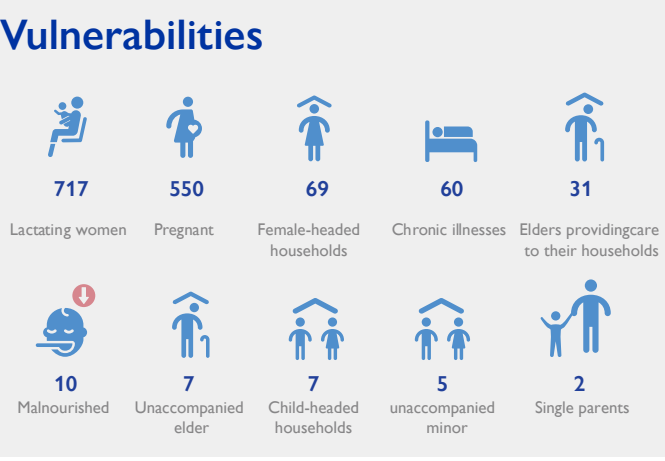 Vulnerabilities
717 550 69 60 31
Lactating women Pregnant Female-headed Chronic illnesses Elders providingcare
households to their households
10 7 7 5 2
Malnourished Unaccompanied Child-headed unaccompanied Single parents
elder households minor